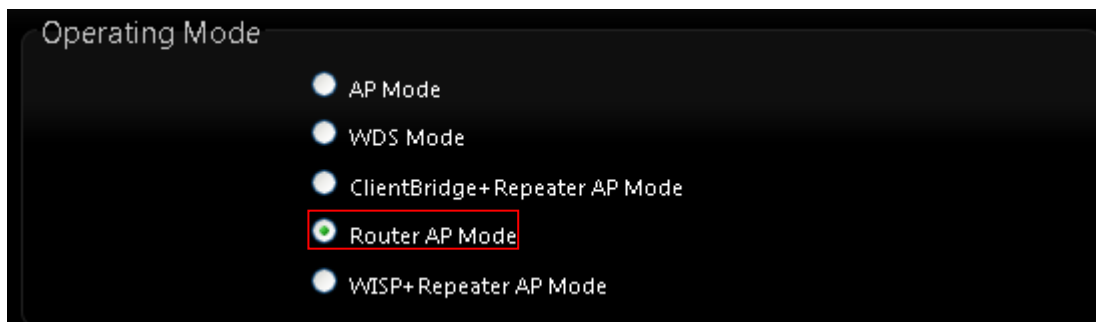 Operating Mode
AP Mode
WDS Mode
ClientBridge+Repeater AP Mode
Router AP Mode
WISP+Repeater AP Mode